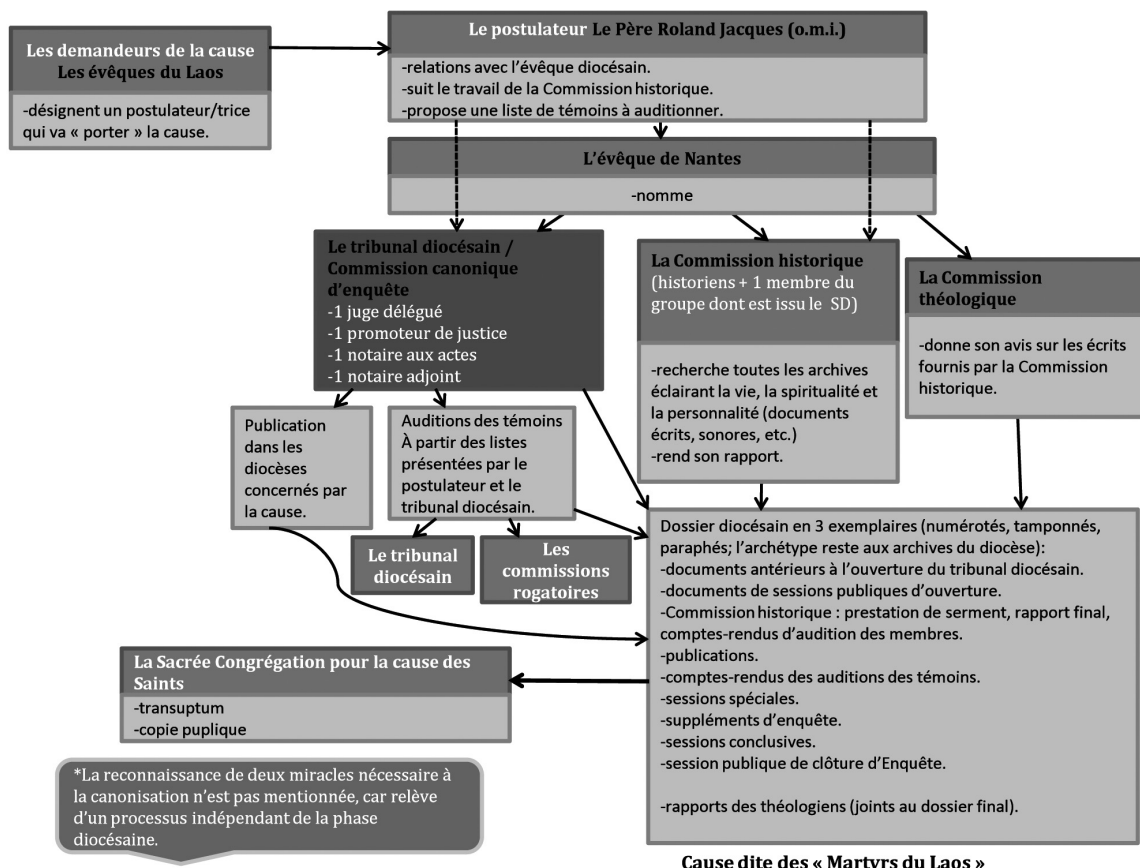 Les demandeurs de la cause
Les évêques du Laos
-désignent un postulateur/trice
qui va « porter » la cause.
Le postulateur Le Père Roland Jacques (o.m.i.)
-relations avec l’évêque diocésain.
-suit le travail de la Commission historique.
-propose une liste de témoins à auditionner.
L’évêque de Nantes
-nomme
Le tribunal diocésain /
Commission canonique
d’enquête
-1 juge délégué
-1 promoteur de justice
-1 notaire aux actes
-1 notaire adjoint
La Commission historique
(historiens + 1 membre du
groupe dont est issu le SD)
-recherche toutes les archives
éclairant la vie, la spiritualité et
la personnalité (documents
écrits, sonores, etc.)
-rend son rapport.
La Commission
théologique
-donne son avis sur les écrits
fournis par la Commission
historique.
Publication
dans les
diocèses
concernés par
la cause.
Auditions des témoins
À partir des listes
présentées par le
postulateur et le
tribunal diocésain.
Le tribunal
diocésain
Les
commissions
rogatoires
Dossier diocésain en 3 exemplaires (numérotés, tamponnés,
paraphés; l’archétype reste aux archives du diocèse):
-documents antérieurs à l’ouverture du tribunal diocésain.
-documents de sessions publiques d’ouverture.
-Commission historique : prestation de serment, rapport final,
comptes-rendus d’audition des membres.
-publications.
-comptes-rendus des auditions des témoins.
-sessions spéciales.
-suppléments d’enquête.
-sessions conclusives.
-session publique de clôture d’Enquête.
-rapports des théologiens (joints au dossier final).
La Sacrée Congrégation pour la cause des
Saints
-transuptum
-copie puplique
*La reconnaissance de deux miracles nécessaire à
la canonisation n’est pas mentionnée, car relève
d’un processus indépendant de la phase
diocésaine.
Cause dite des « Martyrs du Laos »